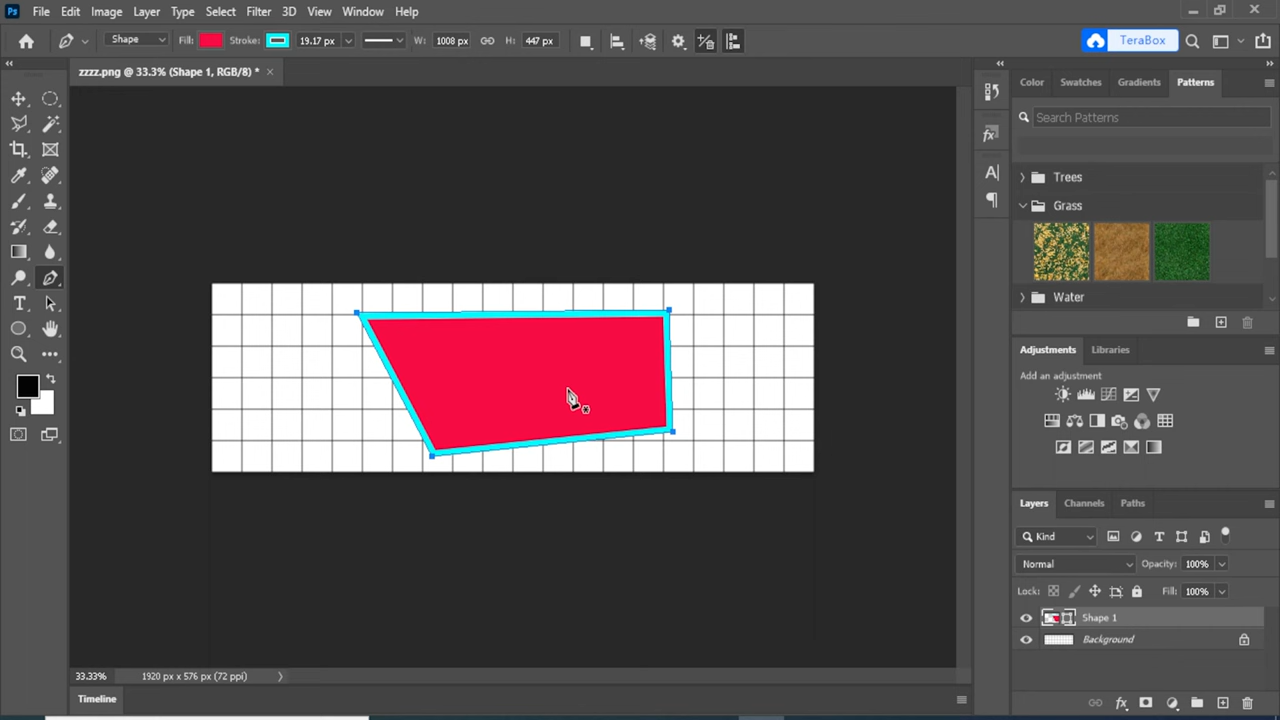 Ps File Edit Image Layer Type Select Filter 3D View Window Help
Shape Fill: Stroke: 19.17 px W: 1008 px H: 447 px TeraBox
zzzz.png @ 33.3% (Shape 1, RGB/8) *
Color Swatches Gradients Patterns
Search Patterns
Trees
Grass
Water
Adjustments Libraries
Add an adjustment
Layers Channels Paths
Kind
Normal Opacity: 100%
Lock: Fill: 100%
Shape 1
Background
33.33% 1920 px x 576 px (72 ppi)
Timeline